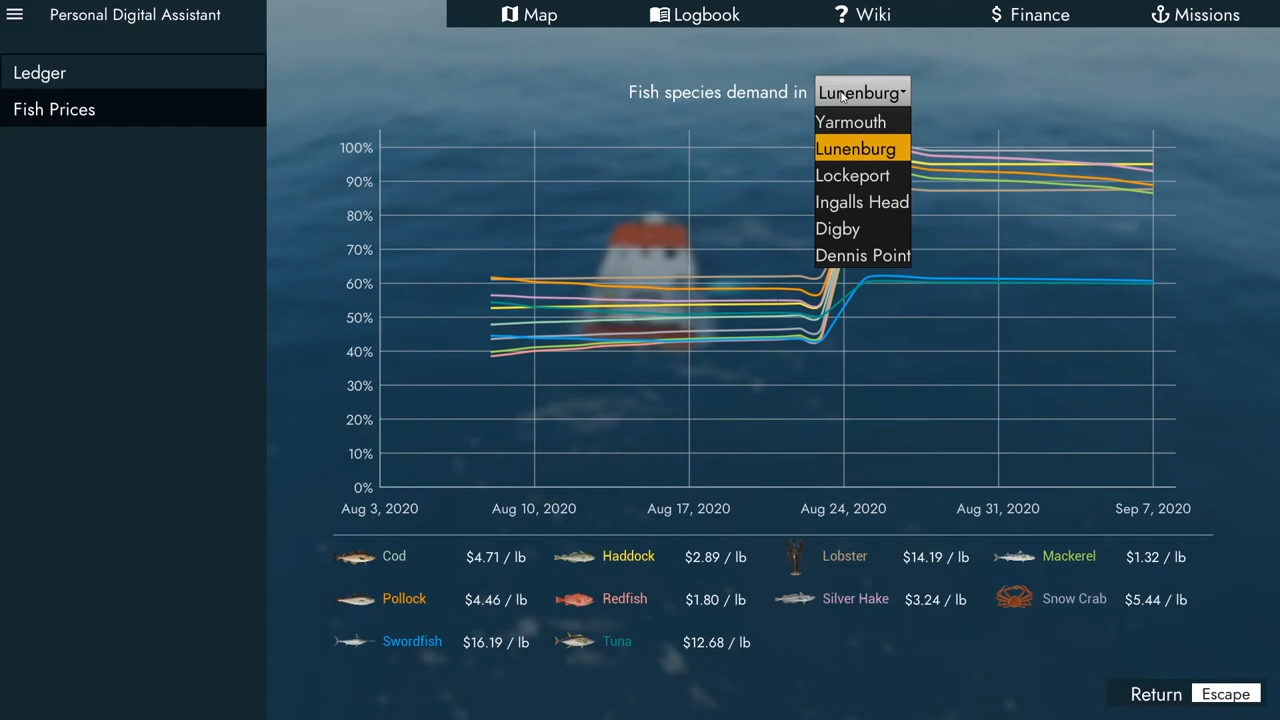 Personal Digital Assistant
Map
Logbook
? Wiki
$ Finance
Missions
Ledger
Fish Prices
Fish species demand in Lunenburg
Yarmouth
Lunenburg
Lockeport
Ingalls Head
Digby
Dennis Point
100%
90%
80%
70%
60%
50%
40%
30%
20%
10%
0%
Aug 3, 2020 Aug 10, 2020 Aug 17, 2020 Aug 24, 2020 Aug 31, 2020 Sep 7, 2020
Cod $4.71 / lb Haddock $2.89 / lb Lobster $14.19 / lb Mackerel $1.32 / lb
Pollock $4.46 / lb Redfish $1.80 / lb Silver Hake $3.24 / lb Snow Crab $5.44 / lb
Swordfish $16.19 / lb Tuna $12.68 / lb
Return Escape